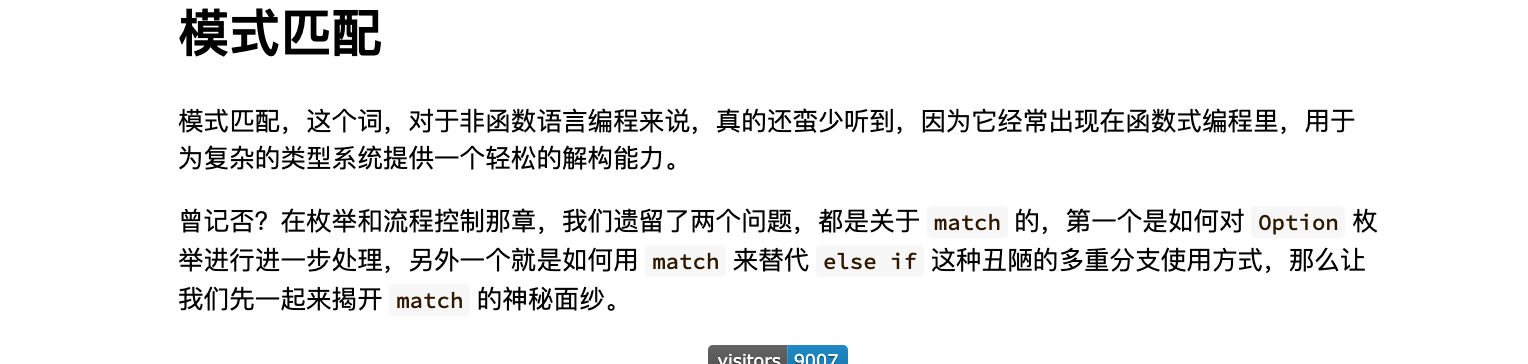 模式匹配
模式匹配，这个词，对于非函数语言编程来说，真的还蛮少听到，因为它经常出现在函数式编程里，用于
为复杂的类型系统提供一个轻松的解构能力。
曾记否？在枚举和流程控制那章，我们遗留了两个问题，都是关于 match 的，第一个是如何对 Option 枚
举进行进一步处理，另外一个就是如何用 match 来替代 else if 这种丑陋的多重分支使用方式，那么让
我们先一起来揭开 match 的神秘面纱。
visitors 9007